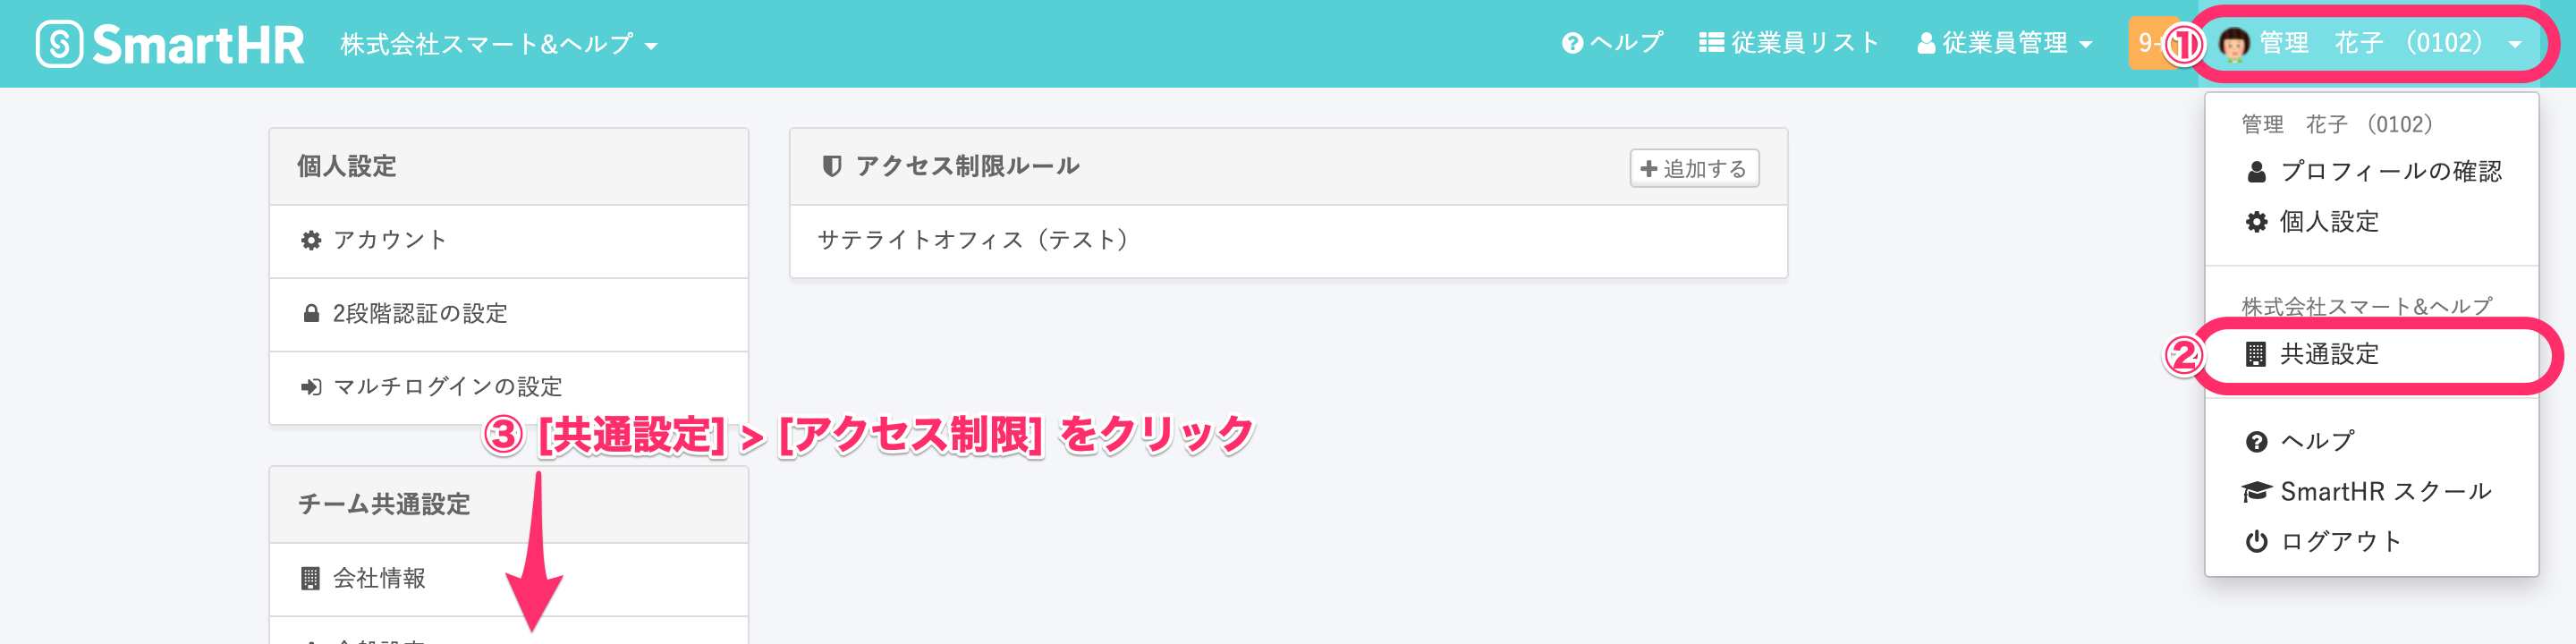 SmartHR 株式会社スマート&ヘルプ ヘルプ 従業員リスト 従業員管理 ① 管理 花子 （0102）
管理 花子 （0102）
プロフィールの確認
個人設定
株式会社スマート&ヘルプ
② 共通設定
ヘルプ
SmartHR スクール
ログアウト
個人設定
アカウント
2段階認証の設定
マルチログインの設定
アクセス制限ルール 追加する
サテライトオフィス（テスト）
③ [共通設定] > [アクセス制限] をクリック
チーム共通設定
会社情報